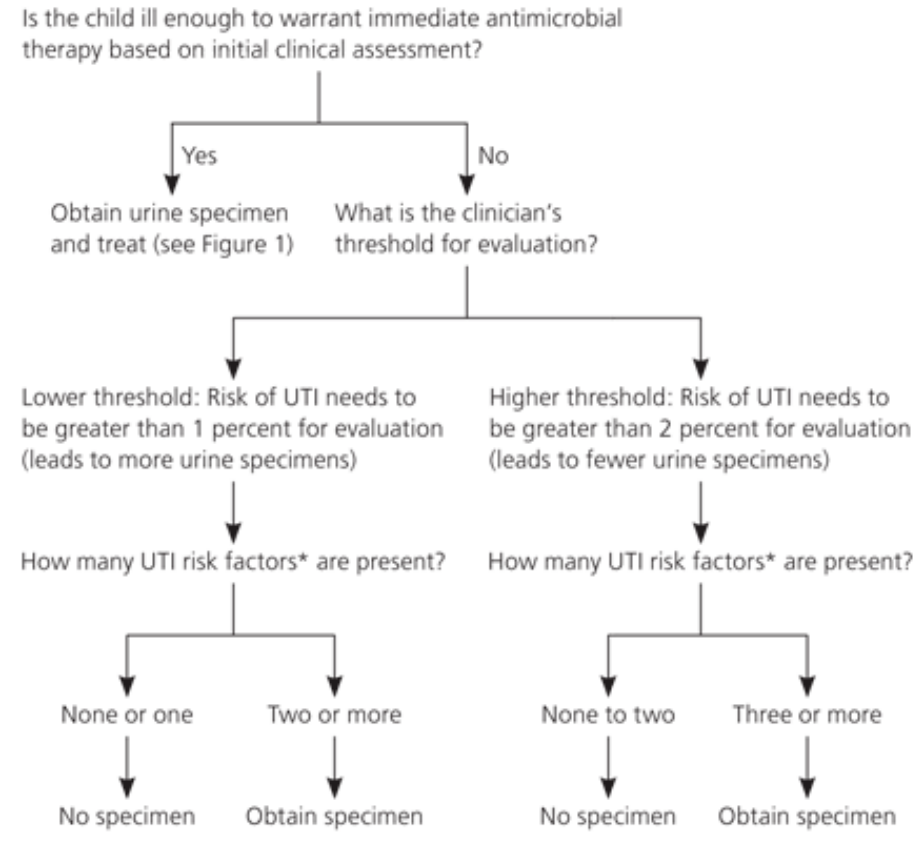 Is the child ill enough to warrant immediate antimicrobial
therapy based on initial clinical assessment?
Yes
No
Obtain urine specimen
and treat (see Figure 1)
What is the clinician's
threshold for evaluation?
Lower threshold: Risk of UTI needs to
be greater than 1 percent for evaluation
(leads to more urine specimens)
Higher threshold: Risk of UTI needs to
be greater than 2 percent for evaluation
(leads to fewer urine specimens)
How many UTI risk factors* are present?
How many UTI risk factors* are present?
None or one
Two or more
None to two
Three or more
No specimen
Obtain specimen
No specimen
Obtain specimen